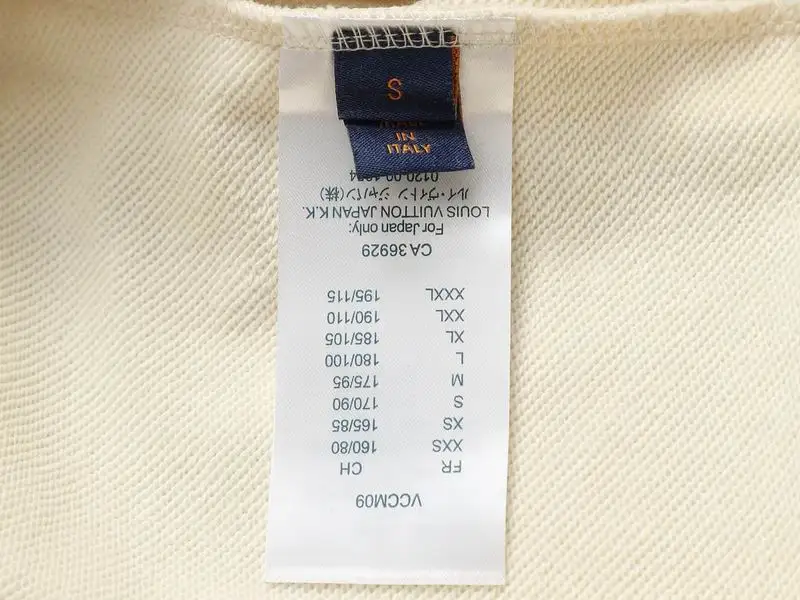 S
IN
ITALY
VCCM09
FR CH
XXS 160/80
XS 165/85
S 170/90
M 175/95
L 180/100
XL 185/105
XXL 190/110
XXXL 195/115
CA 36929
For Japan only:
LOUIS VUITTON JAPAN K.K.
ルイ・ヴィトン ジャパン(株)